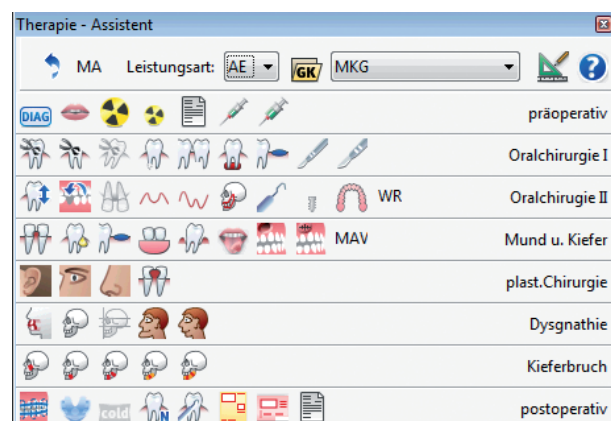 Therapie - Assistent
MA Leistungsart: AE GK MKG
DIAG präoperativ
Oralchirurgie I
WR Oralchirugie II
MAV Mund u. Kiefer
plast.Chirurgie
Dysgnathie
Kieferbruch
cold N postoperativ